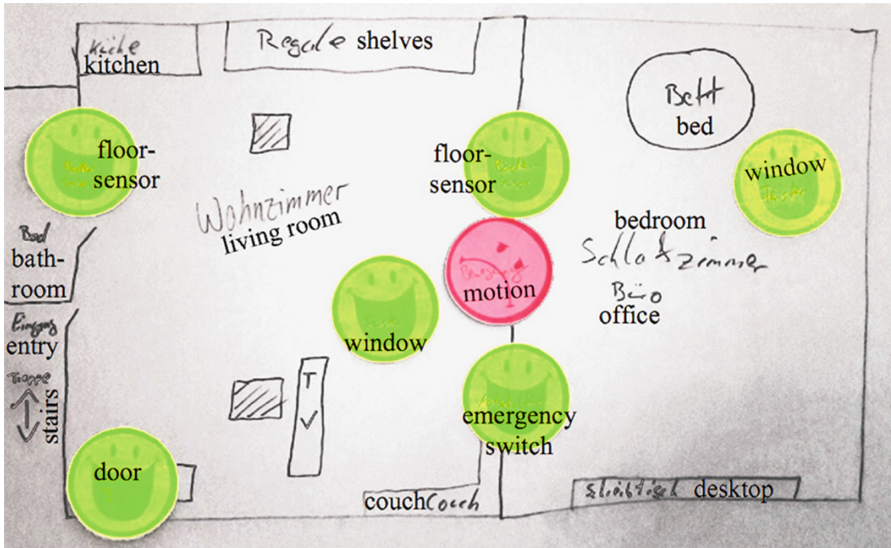 Küche
kitchen
Regale shelves
Bett
bed
floor-
sensor
floor-
sensor
window
Wohnzimmer
living room
bedroom
Schlafzimmer
Büro
office
Bad
bath-
room
motion
Eingang
entry
window
Treppe
stairs
T
V
emergency
switch
door
couch Couch
Schreibtisch desktop